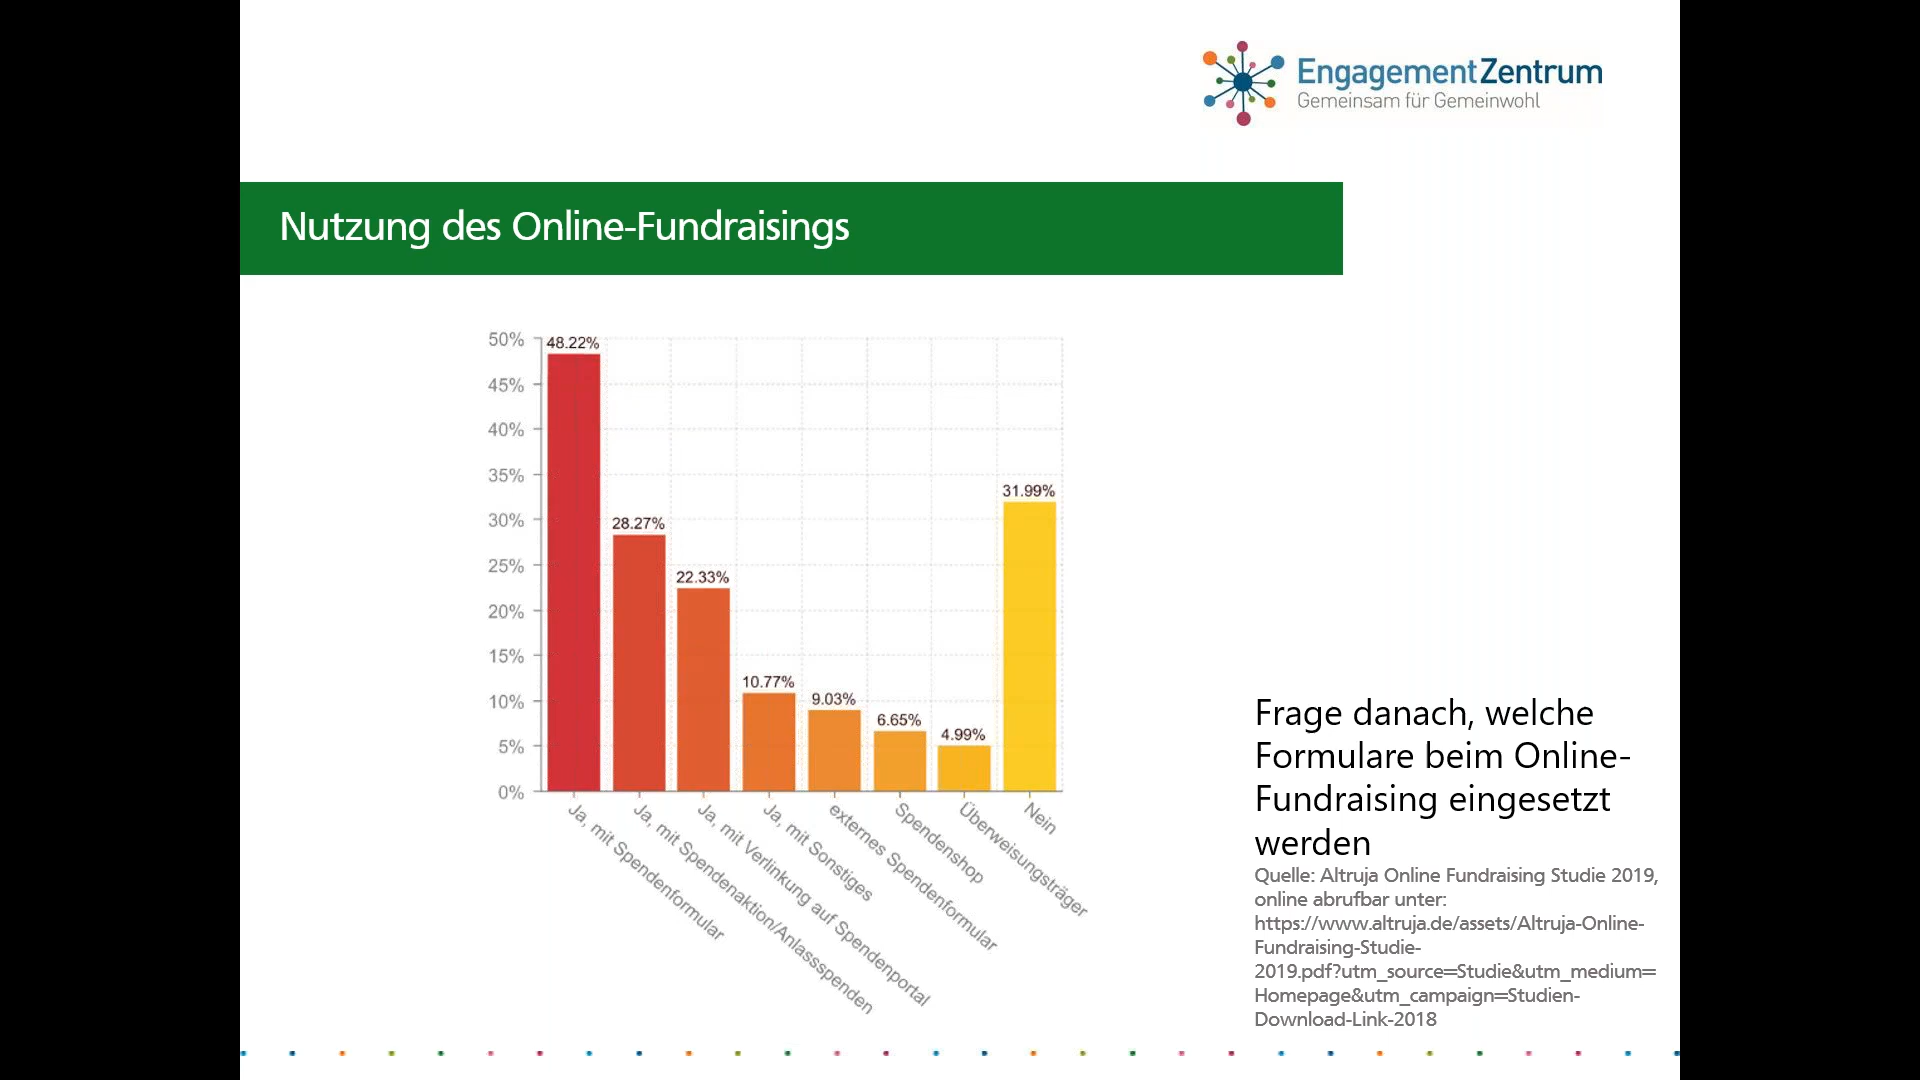 EngagementZentrum
Gemeinsam für Gemeinwohl
Nutzung des Online-Fundraisings
50%
45%
40%
35%
30%
25%
20%
15%
10%
5%
0%
48.22%
28.27%
22.33%
10.77%
9.03%
6.65%
4.99%
31.99%
Ja, mit Spendenformular
Ja, mit Spendenaktion/Anlassspenden
Ja, mit Verlinkung auf Spendenportal
Ja, mit Sonstiges
externes Spendenformular
Spendenshop
Überweisungsträger
Nein
Frage danach, welche
Formulare beim Online-
Fundraising eingesetzt
werden
Quelle: Altruja Online Fundraising Studie 2019,
online abrufbar unter:
https://www.altruja.de/assets/Altruja-Online-
Fundraising-Studie-
2019.pdf?utm_source=Studie&utm_medium=
Homepage&utm_campaign=Studien-
Download-Link-2018